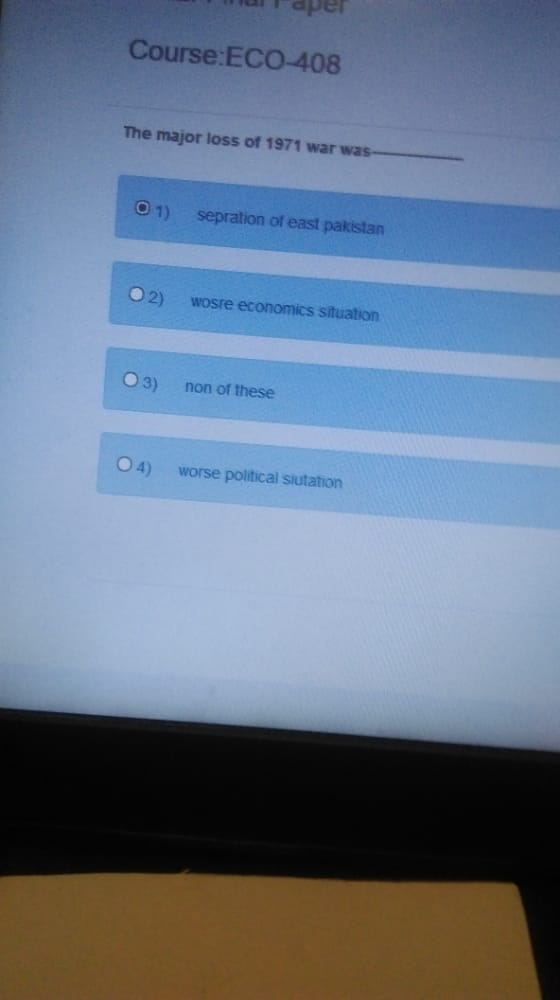 Paper
Course:ECO-408
The major loss of 1971 war was
1) sepration of east pakistan
2) wosre economics situation
3) non of these
4) worse political siutation